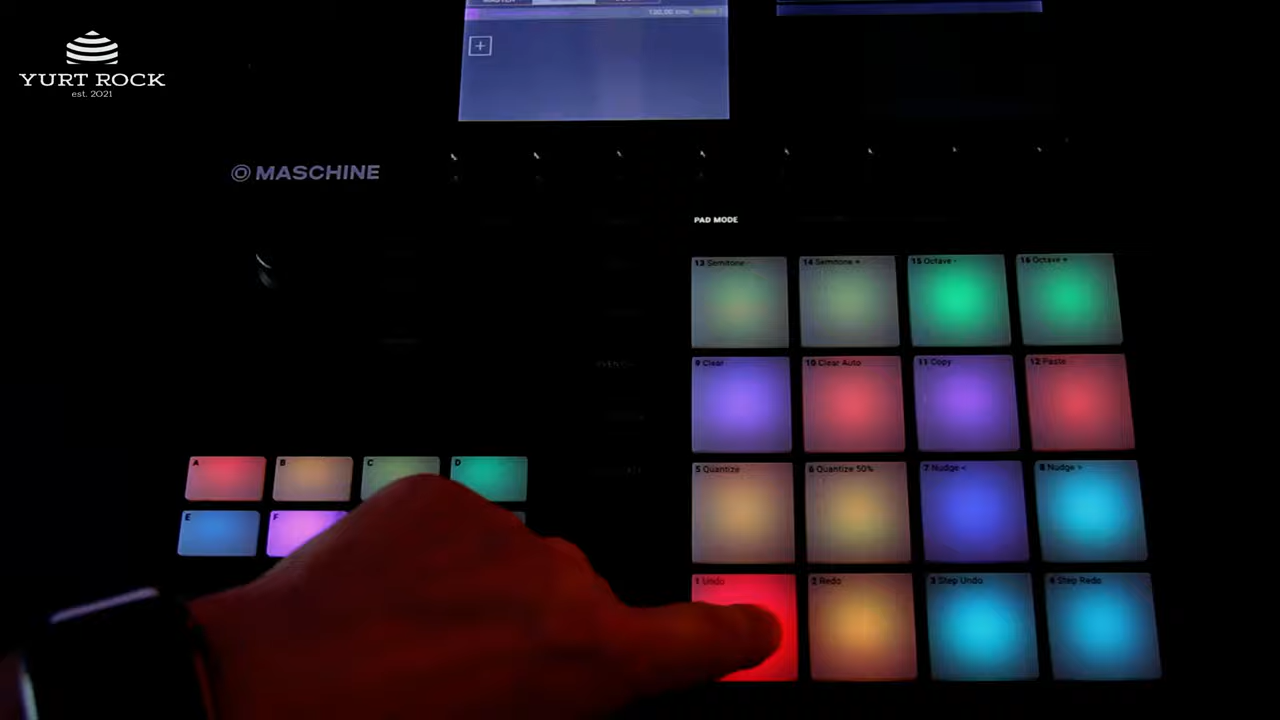 YURT ROCK
est. 2021
MASTER
MASCHINE
PAD MODE
13 Semitone -
14 Semitone +
15 Octave -
16 Octave +
9 Clear
10 Clear Auto
11 Copy
12 Paste
A
B
C
D
5 Quantize
6 Quantize 50%
7 Nudge <
8 Nudge >
E
F
1 Undo
2 Redo
3 Step Undo
4 Step Redo